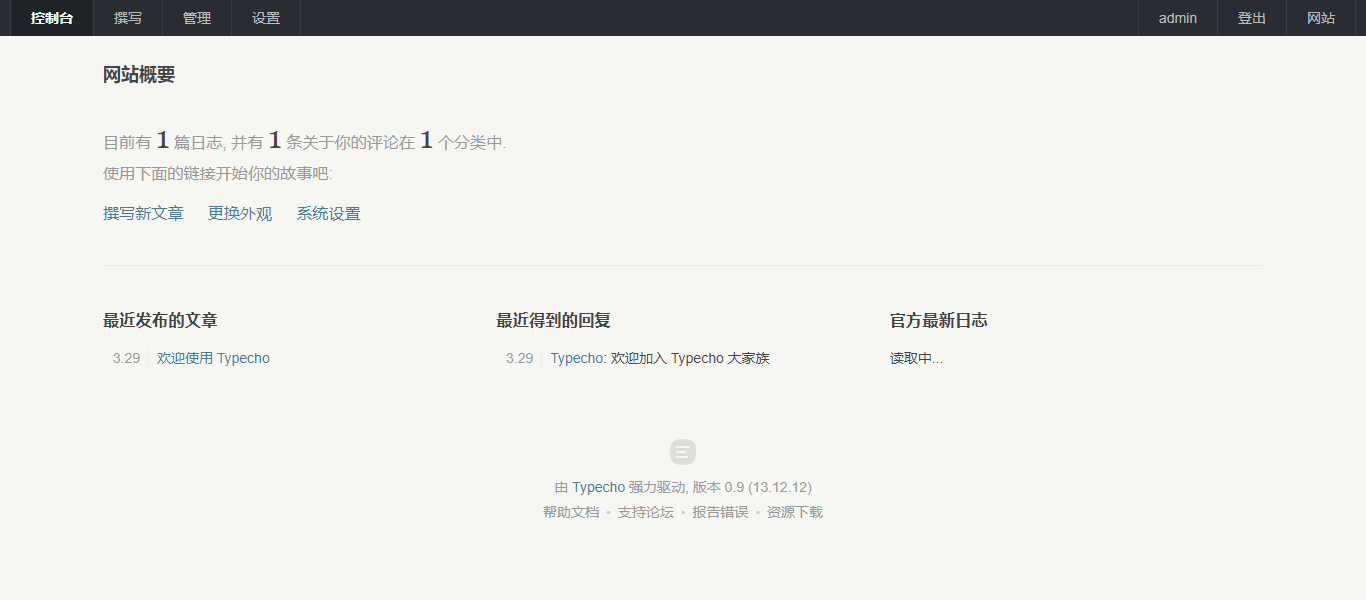 控制台 撰写 管理 设置 admin 登出 网站
网站概要
目前有 1 篇日志, 并有 1 条关于你的评论在 1 个分类中.
使用下面的链接开始你的故事吧:
撰写新文章 更换外观 系统设置
最近发布的文章
3.29 欢迎使用 Typecho
最近得到的回复
3.29 Typecho: 欢迎加入 Typecho 大家族
官方最新日志
读取中...
由 Typecho 强力驱动, 版本 0.9 (13.12.12)
帮助文档 • 支持论坛 • 报告错误 • 资源下载